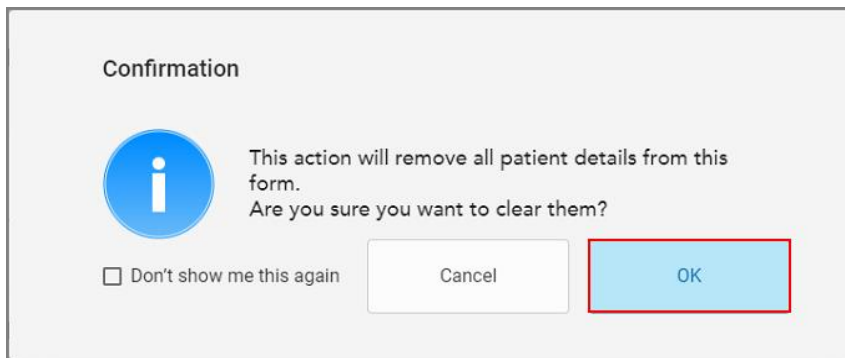 Confirmation
This action will remove all patient details from this
form.
Are you sure you want to clear them?
Don't show me this again
Cancel
OK